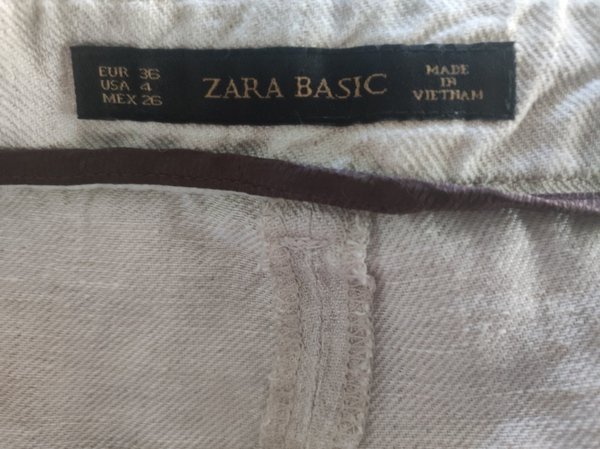 EUR 36
USA 4
MEX 26
ZARA BASIC
MADE
IN
VIETNAM